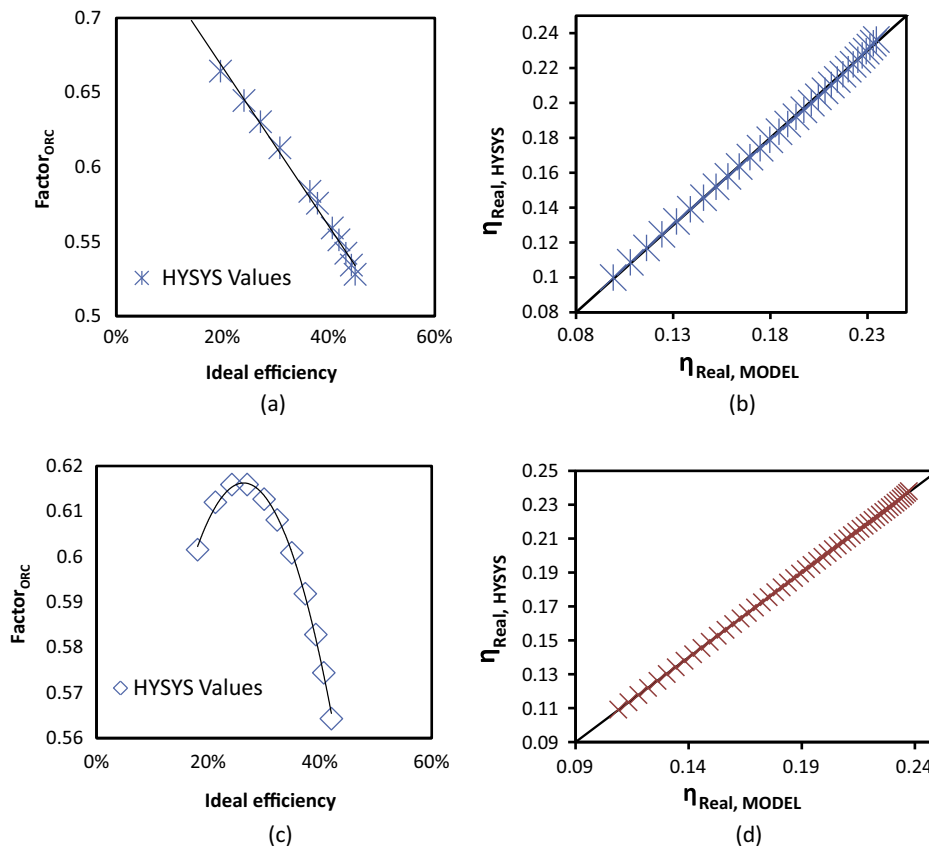 0.7
0.65
0.6
0.55
0.5
Factor_ORC
HYSYS Values
0% 20% 40% 60%
Ideal efficiency
(a)
0.24
0.22
0.2
0.18
0.16
0.14
0.12
0.1
0.08
η_Real, HYSYS
0.08 0.13 0.18 0.23
η_Real, MODEL
(b)
0.62
0.61
0.6
0.59
0.58
0.57
0.56
Factor_ORC
HYSYS Values
0% 20% 40% 60%
Ideal efficiency
(c)
0.25
0.23
0.21
0.19
0.17
0.15
0.13
0.11
0.09
η_Real, HYSYS
0.09 0.14 0.19 0.24
η_Real, MODEL
(d)